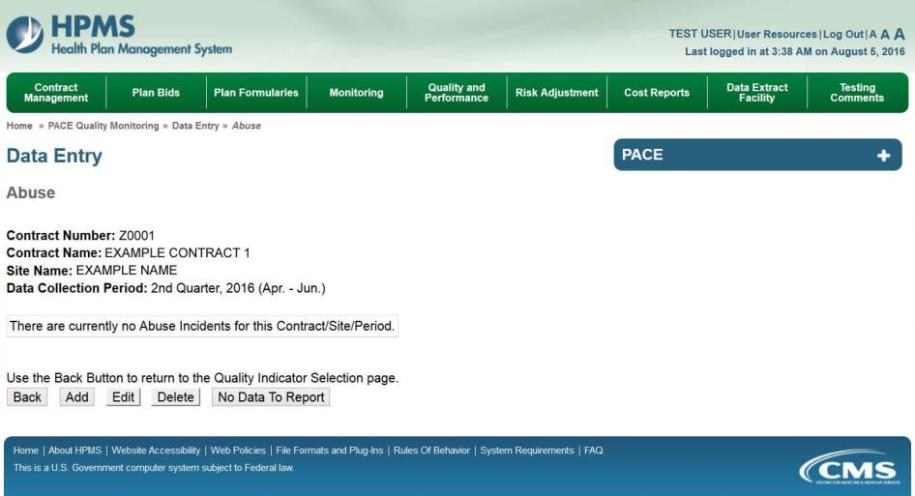 HPMS
Health Plan Management System
TEST USER|User Resources|Log Out|A A A
Last logged in at 3:38 AM on August 5, 2016
Contract Management
Plan Bids
Plan Formularies
Monitoring
Quality and Performance
Risk Adjustment
Cost Reports
Data Extract Facility
Testing Comments
Home » PACE Quality Monitoring » Data Entry » Abuse
Data Entry
PACE +
Abuse
Contract Number: Z0001
Contract Name: EXAMPLE CONTRACT 1
Site Name: EXAMPLE NAME
Data Collection Period: 2nd Quarter, 2016 (Apr. - Jun.)
There are currently no Abuse Incidents for this Contract/Site/Period.
Use the Back Button to return to the Quality Indicator Selection page.
Back Add Edit Delete No Data To Report
Home | About HPMS | Website Accessibility | Web Policies | File Formats and Plug-Ins | Rules Of Behavior | System Requirements | FAQ
This is a U.S. Government computer system subject to Federal law.
CMS